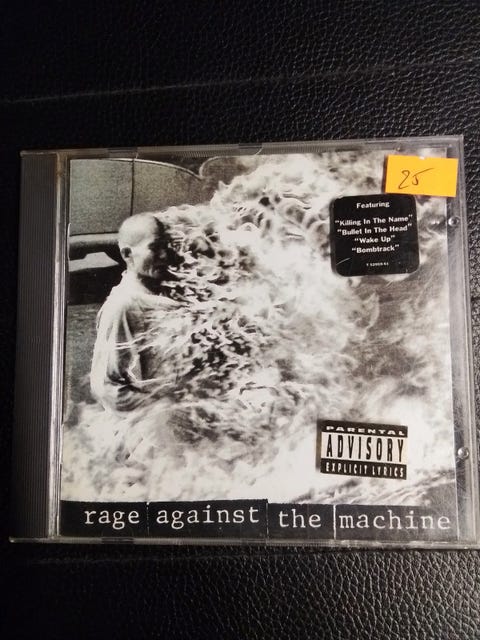 25
Featuring
"Killing In The Name"
"Bullet In The Head"
"Wake Up"
"Bombtrack"
PARENTAL
ADVISORY
EXPLICIT LYRICS
rage against the machine